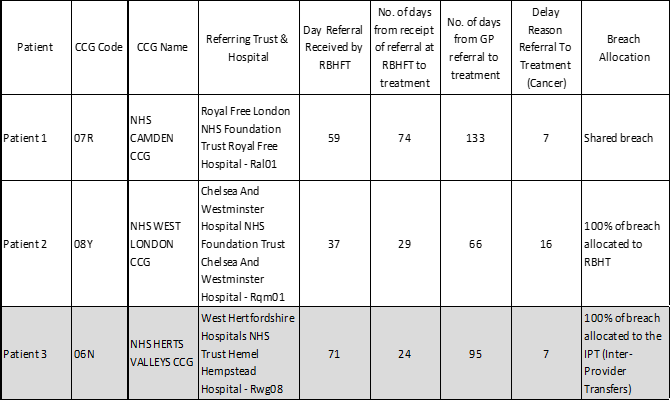 Patient
CCG Code
CCG Name
Referring Trust &
Hospital
Day Referral
Received by
RBHFT
No. of days
from receipt
of referral at
RBHFT to
treatment
No. of days
from GP
referral to
treatment
Delay
Reason
Referral To
Treatment
(Cancer)
Breach
Allocation
Patient 1
07R
NHS
CAMDEN
CCG
Royal Free London
NHS Foundation
Trust Royal Free
Hospital - Ral01
59
74
133
7
Shared breach
Patient 2
08Y
NHS WEST
LONDON
CCG
Chelsea And
Westminster
Hospital NHS
Foundation Trust
Chelsea And
Westminster
Hospital - Rqm01
37
29
66
16
100% of breach
allocated to
RBHT
Patient 3
06N
NHS HERTS
VALLEYS CCG
West Hertfordshire
Hospitals NHS
Trust Hemel
Hempstead
Hospital - Rwg08
71
24
95
7
100% of breach
allocated to the
IPT (Inter-
Provider
Transfers)